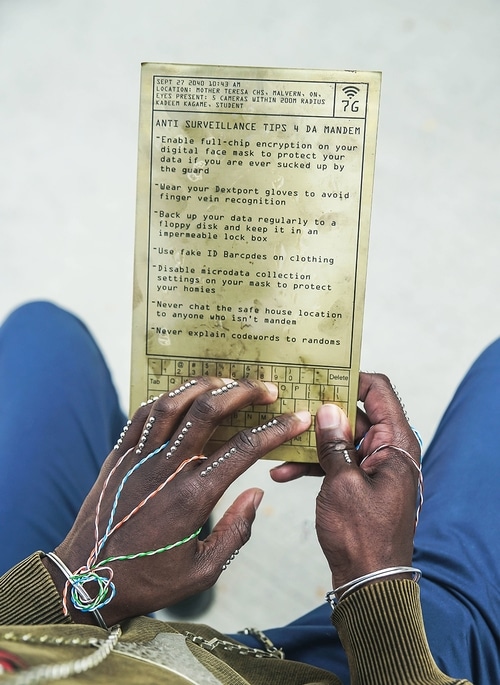 SEPT 27 2040 10:43 AM
LOCATION: MOTHER TERESA CHS, MALVERN, ON,
EYES PRESENT: 5 CAMERAS WITHIN 200M RADIUS
KADEEM KAGAME, STUDENT
7G
ANTI SURVEILLANCE TIPS 4 DA MANDEM
~Enable full-chip encryption on your
digital face mask to protect your
data if you are ever sucked up by
the guard
~Wear your Dextport gloves to avoid
finger vein recognition
~Back up your data regularly to a
floppy disk and keep it in an
impermeable lock box
~Use fake ID Barcodes on clothing
~Disable microdata collection
settings on your mask to protect
your homies
~Never chat the safe house location
to anyone who isn't mandem
~Never explain codewords to randoms
Delete
Tab Q O P
L
N M